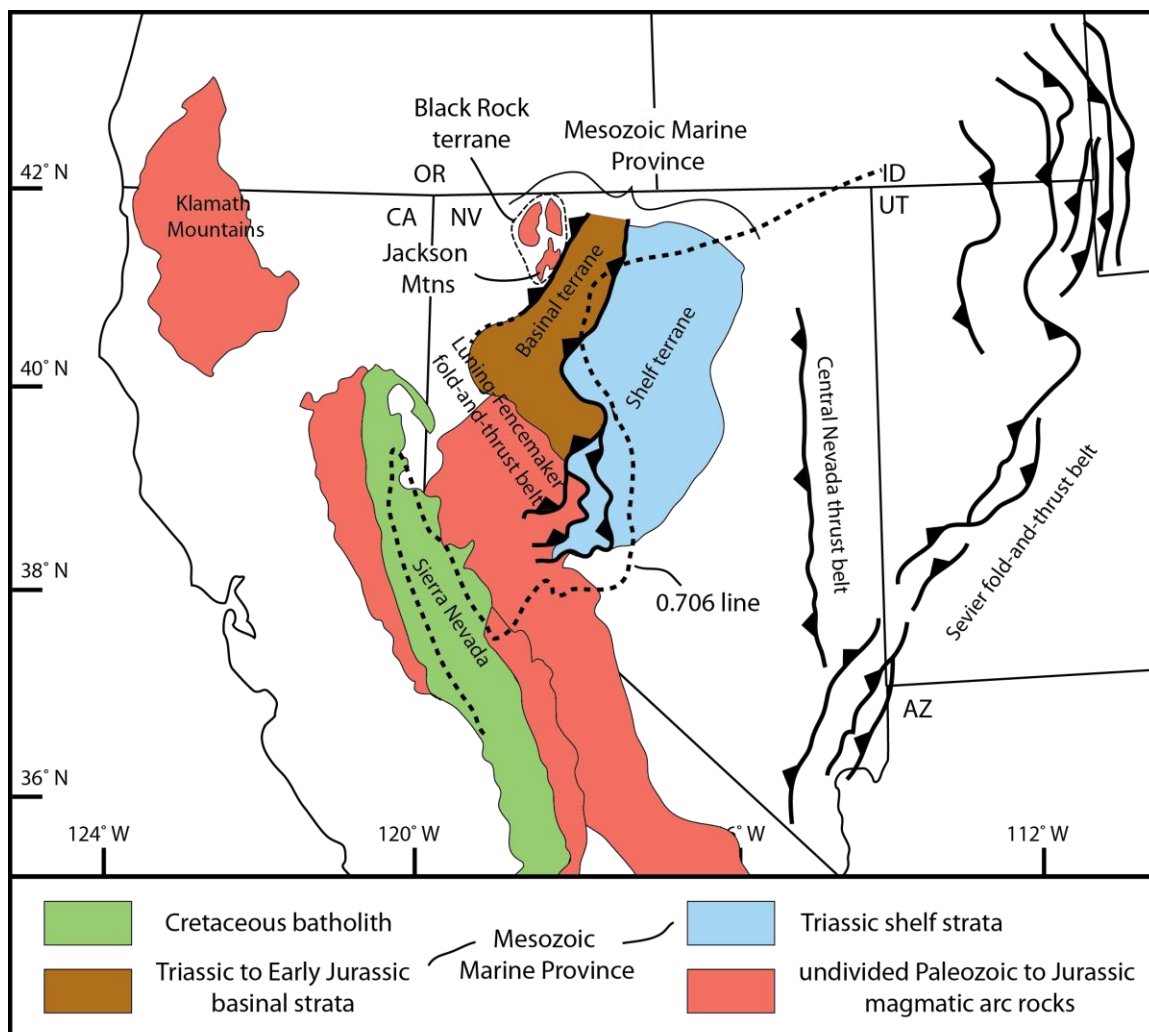 Black Rock
terrane
Mesozoic Marine
Province
42° N
OR
ID
UT
Klamath
Mountains
CA
NV
Jackson
Mtns
Basinal terrane
Shelf terrane
40° N
Luning-Fencemaker
fold-and-thrust belt
Central Nevada thrust belt
Sevier fold-and-thrust belt
38° N
Sierra Nevada
0.706 line
AZ
36° N
124° W
120° W
6° W
112° W
Cretaceous batholith
Triassic to Early Jurassic
basinal strata
Mesozoic
Marine Province
Triassic shelf strata
undivided Paleozoic to Jurassic
magmatic arc rocks